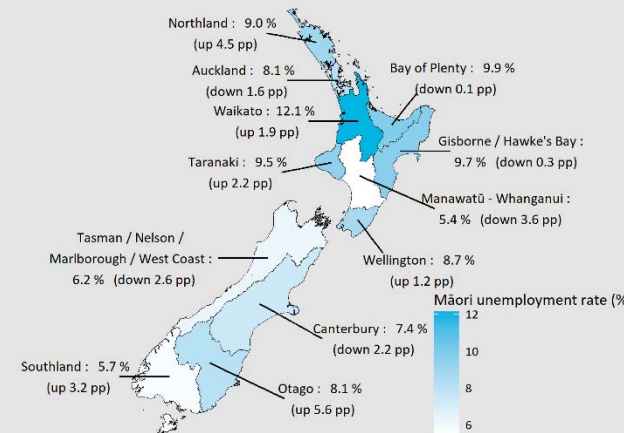 Northland : 9.0 %
(up 4.5 pp)
Auckland : 8.1 %
(down 1.6 pp)
Bay of Plenty : 9.9 %
(down 0.1 pp)
Waikato : 12.1 %
(up 1.9 pp)
Gisborne / Hawke's Bay :
9.7 % (down 0.3 pp)
Taranaki : 9.5 %
(up 2.2 pp)
Manawatū - Whanganui :
5.4 % (down 3.6 pp)
Tasman / Nelson /
Marlborough / West Coast :
6.2 % (down 2.6 pp)
Wellington : 8.7 %
(up 1.2 pp)
Canterbury : 7.4 %
(down 2.2 pp)
Southland : 5.7 %
(up 3.2 pp)
Otago : 8.1 %
(up 5.6 pp)
Māori unemployment rate (%
12
10
8
6